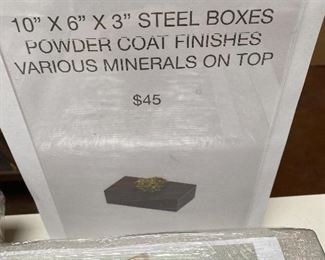 10” X 6” X 3” STEEL BOXES
POWDER COAT FINISHES
VARIOUS MINERALS ON TOP
$45